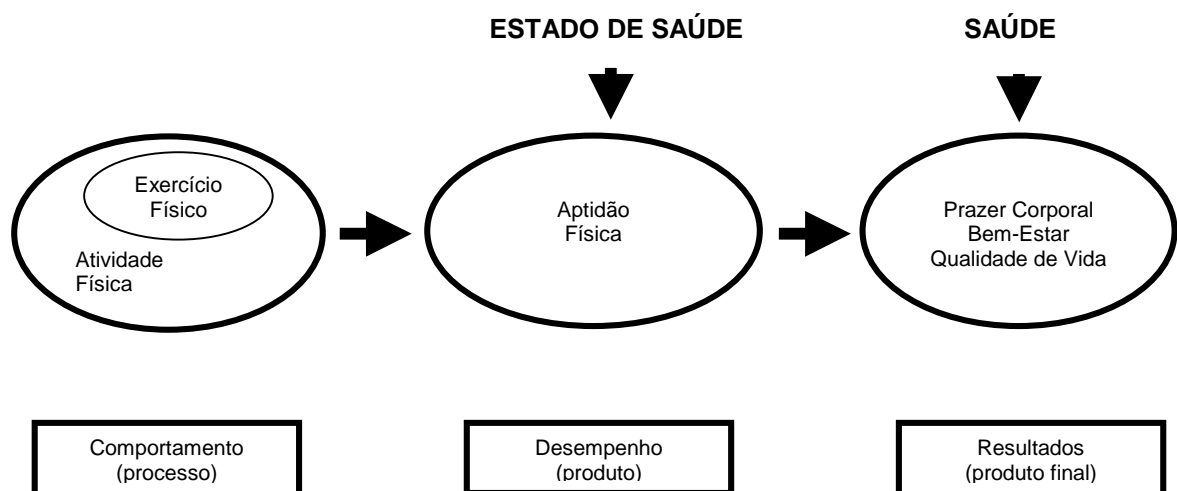 ESTADO DE SAÚDE
SAÚDE
Exercício
Físico
Atividade
Física
Aptidão
Física
Prazer Corporal
Bem-Estar
Qualidade de Vida
Comportamento
(processo)
Desempenho
(produto)
Resultados
(produto final)